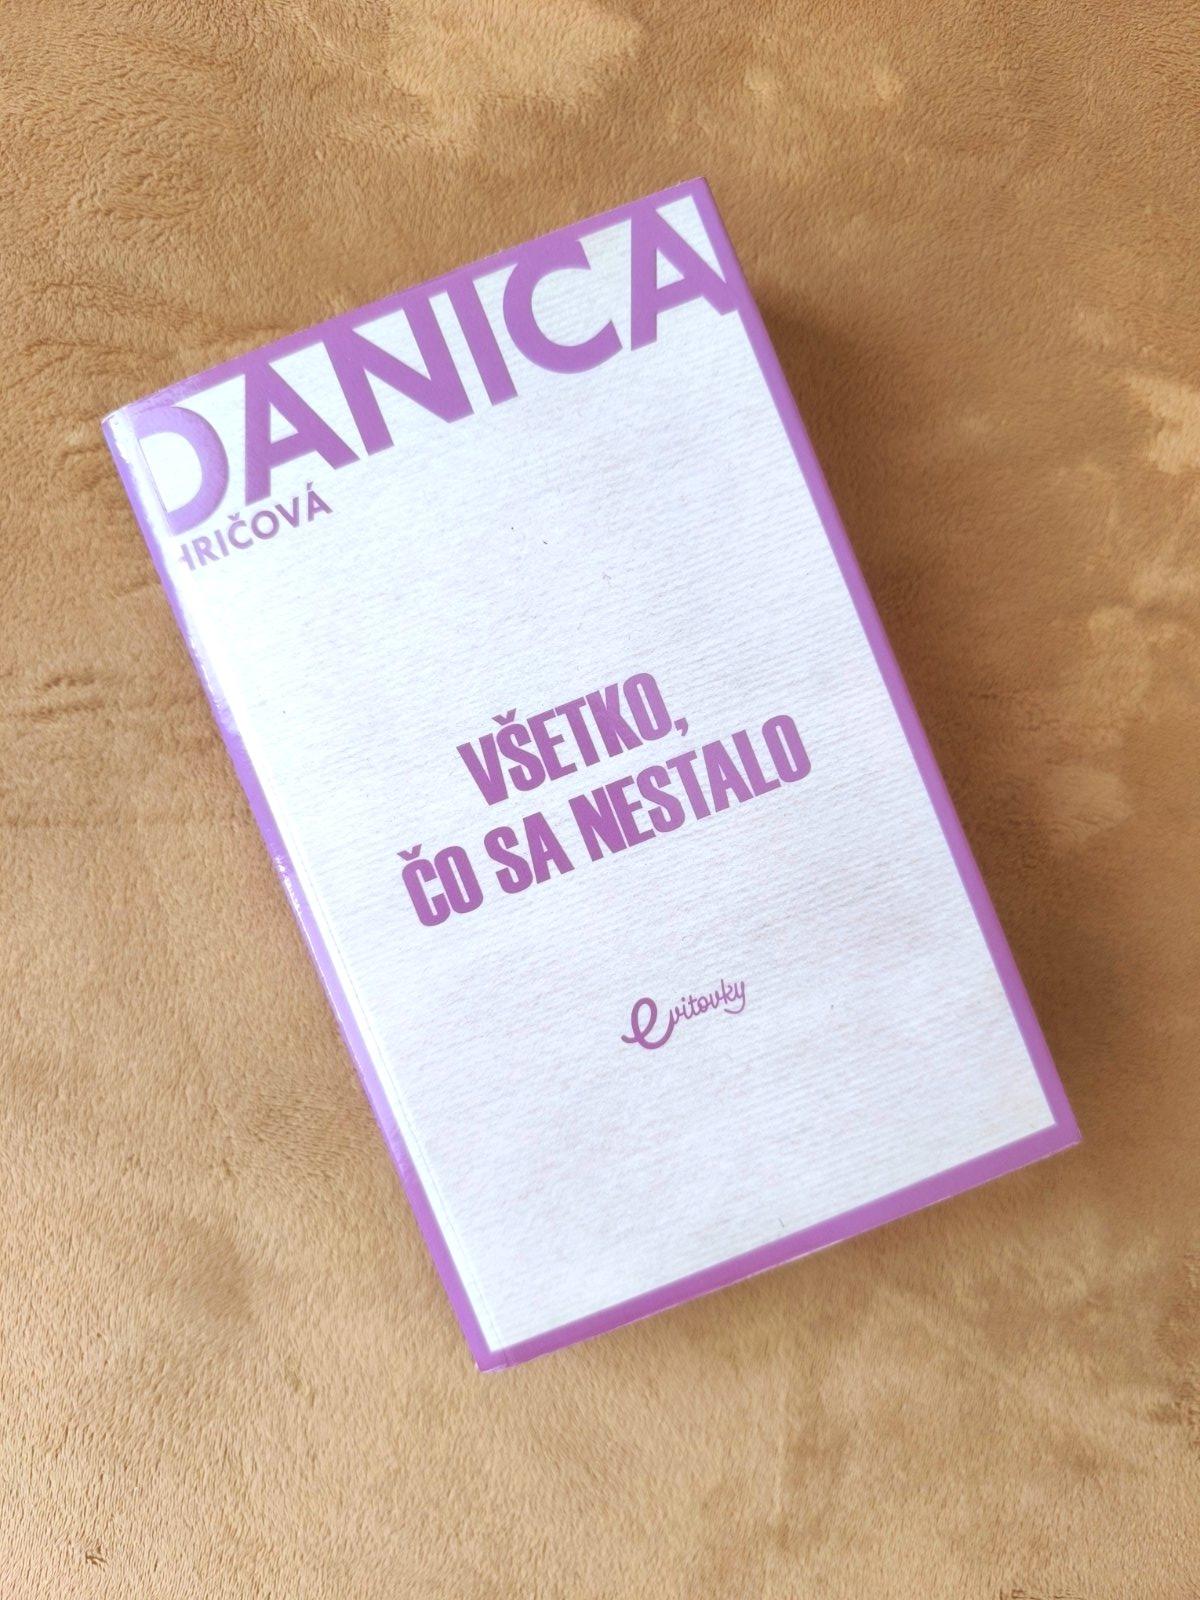 DANICA
HRIČOVÁ
VŠETKO,
ČO SA NESTALO
evitovky